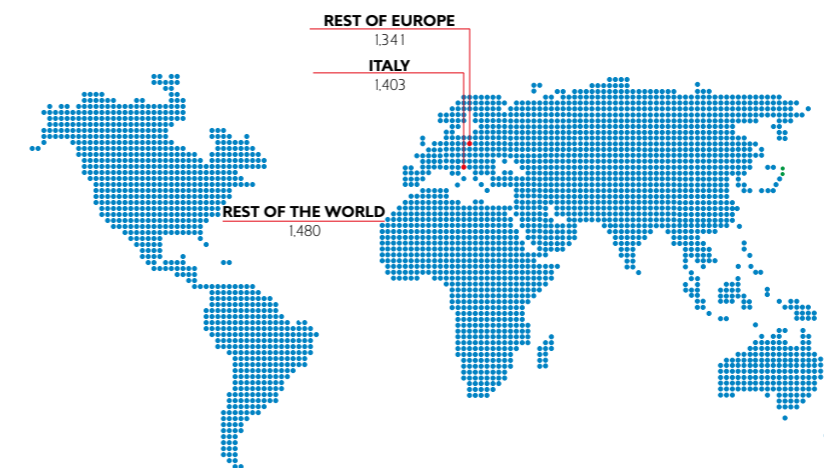 REST OF EUROPE
1,341
ITALY
1,403
REST OF THE WORLD
1,480